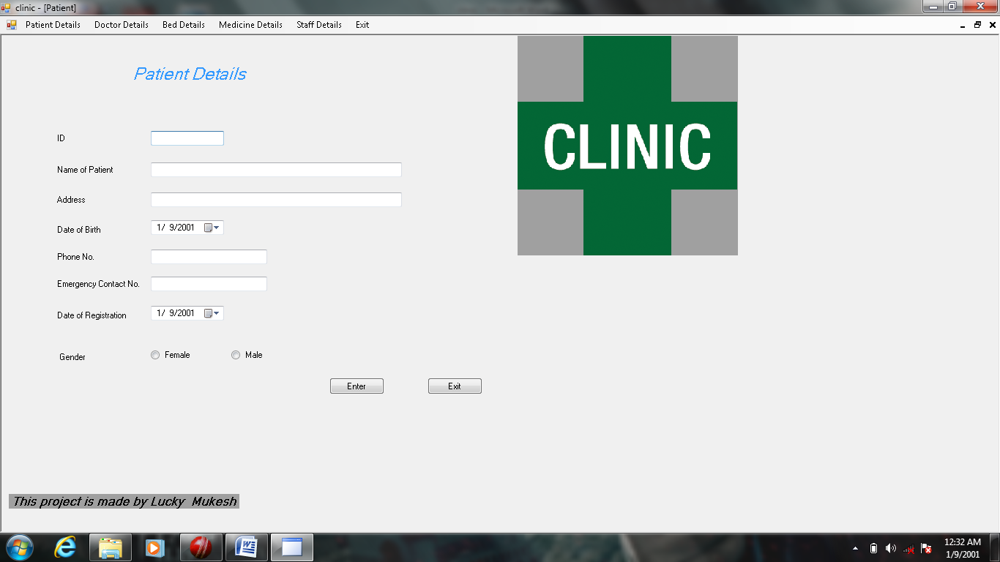 clinic - [Patient]
Patient Details Doctor Details Bed Details Medicine Details Staff Details Exit
Patient Details
CLINIC
ID
Name of Patient
Address
Date of Birth 1/ 9/2001
Phone No.
Emergency Contact No.
Date of Registration 1/ 9/2001
Gender Female Male
Enter Exit
This project is made by Lucky Mukesh
12:32 AM
1/9/2001